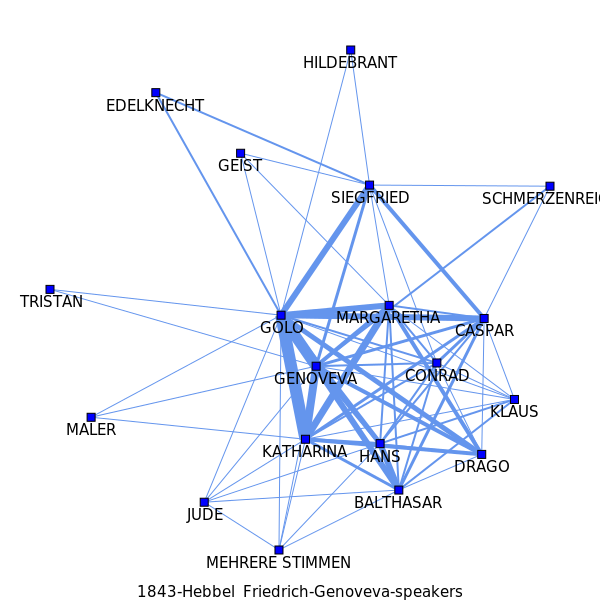 HILDEBRANT
EDELKNECHT
GEIST
SIEGFRIED
SCHMERZENREIC
TRISTAN
GOLO
MARGARETHA
CASPAR
GENOVEVA
CONRAD
KLAUS
MALER
KATHARINA
HANS
DRAGO
BALTHASAR
JUDE
MEHRERE STIMMEN
1843-Hebbel_Friedrich-Genoveva-speakers